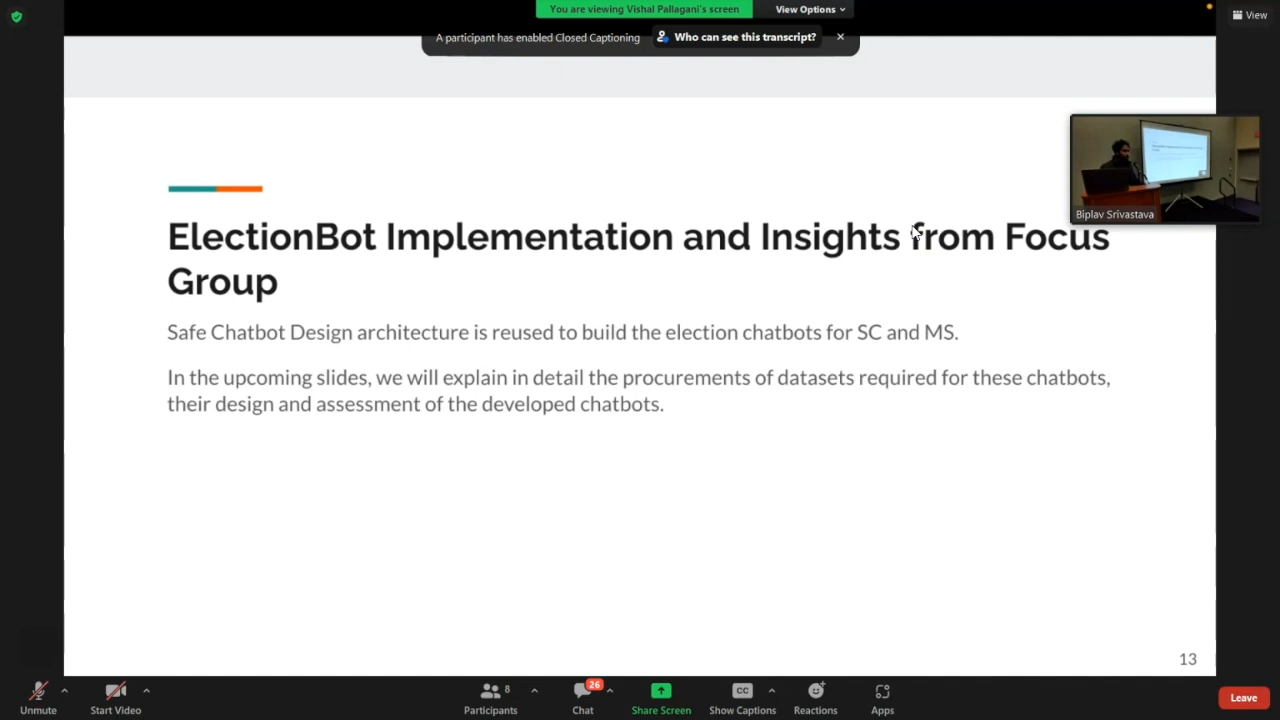 You are viewing Vishal Pallagani's screen
View Options
View
A participant has enabled Closed Captioning
Who can see this transcript?
Biplav Srivastava
ElectionBot Implementation and Insights from Focus
Group
Safe Chatbot Design architecture is reused to build the election chatbots for SC and MS.
In the upcoming slides, we will explain in detail the procurements of datasets required for these chatbots,
their design and assessment of the developed chatbots.
13
8
26
CC
Unmute
Start Video
Participants
Chat
Share Screen
Show Captions
Reactions
Apps
Leave